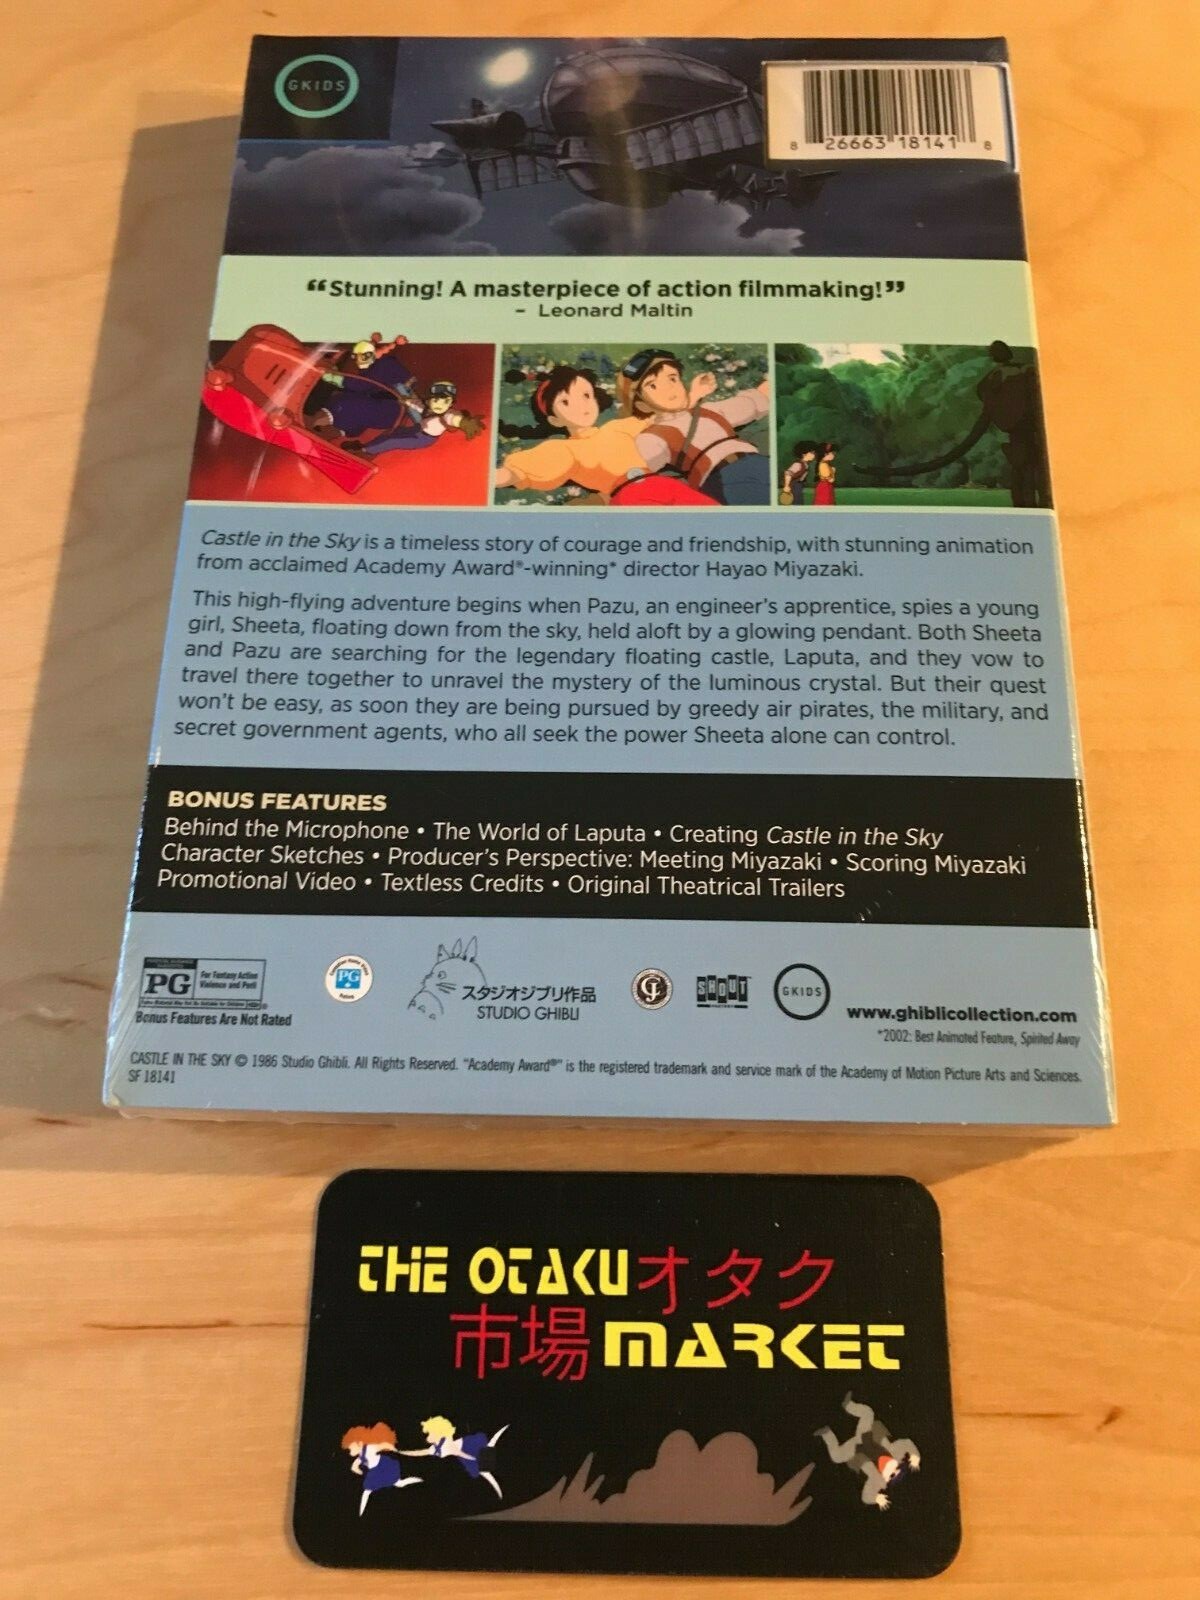 GKIDS
8 26663 18141 8
“Stunning! A masterpiece of action filmmaking!”
– Leonard Maltin
Castle in the Sky is a timeless story of courage and friendship, with stunning animation
from acclaimed Academy Award®-winning* director Hayao Miyazaki.
This high-flying adventure begins when Pazu, an engineer's apprentice, spies a young
girl, Sheeta, floating down from the sky, held aloft by a glowing pendant. Both Sheeta
and Pazu are searching for the legendary floating castle, Laputa, and they vow to
travel there together to unravel the mystery of the luminous crystal. But their quest
won't be easy, as soon they are being pursued by greedy air pirates, the military, and
secret government agents, who all seek the power Sheeta alone can control.
BONUS FEATURES
Behind the Microphone • The World of Laputa • Creating Castle in the Sky
Character Sketches • Producer's Perspective: Meeting Miyazaki • Scoring Miyazaki
Promotional Video • Textless Credits • Original Theatrical Trailers
PG
For Fantasy Action
Violence and Peril
Bonus Features Are Not Rated
PG
スタジオジブリ作品
STUDIO GHIBLI
SHOUT
GKIDS
www.ghiblicollection.com
*2002: Best Animated Feature, Spirited Away
CASTLE IN THE SKY © 1986 Studio Ghibli. All Rights Reserved. "Academy Award®" is the registered trademark and service mark of the Academy of Motion Picture Arts and Sciences.
SF 18141
THE OTAKU オタク
市場 MARKET